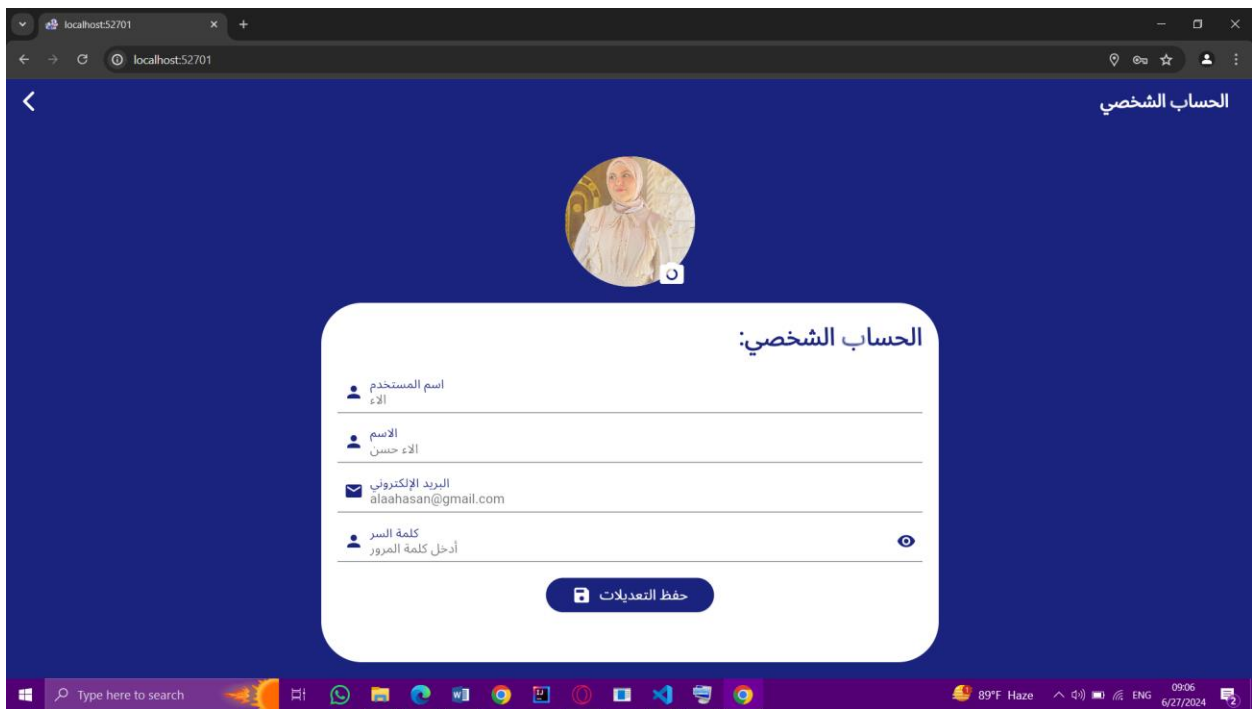 localhost:52701
localhost:52701
الحساب الشخصي
الحساب الشخصي:
اسم المستخدم
الاء
الاسم
الاء حسن
البريد الإلكتروني
alaahasan@gmail.com
كلمة السر
أدخل كلمة المرور
حفظ التعديلات
Type here to search
89°F Haze
ENG
09:06
6/27/2024
2